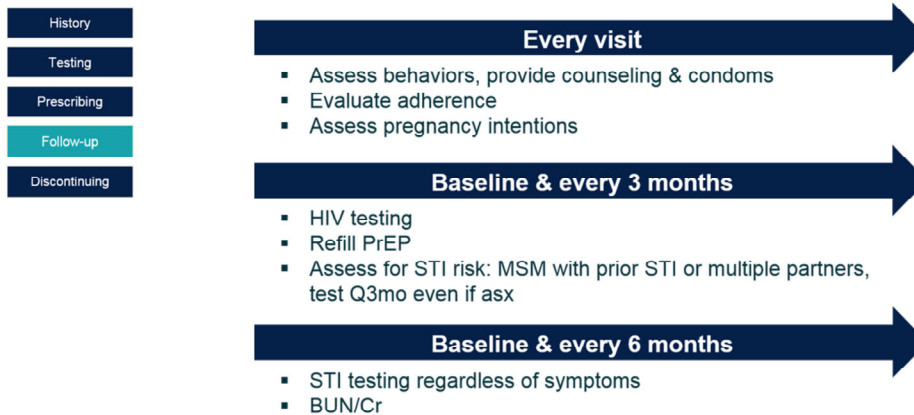 History
Testing
Prescribing
Follow-up
Discontinuing
Every visit
▪ Assess behaviors, provide counseling & condoms
▪ Evaluate adherence
▪ Assess pregnancy intentions
Baseline & every 3 months
▪ HIV testing
▪ Refill PrEP
▪ Assess for STI risk: MSM with prior STI or multiple partners,
test Q3mo even if asx
Baseline & every 6 months
▪ STI testing regardless of symptoms
▪ BUN/Cr